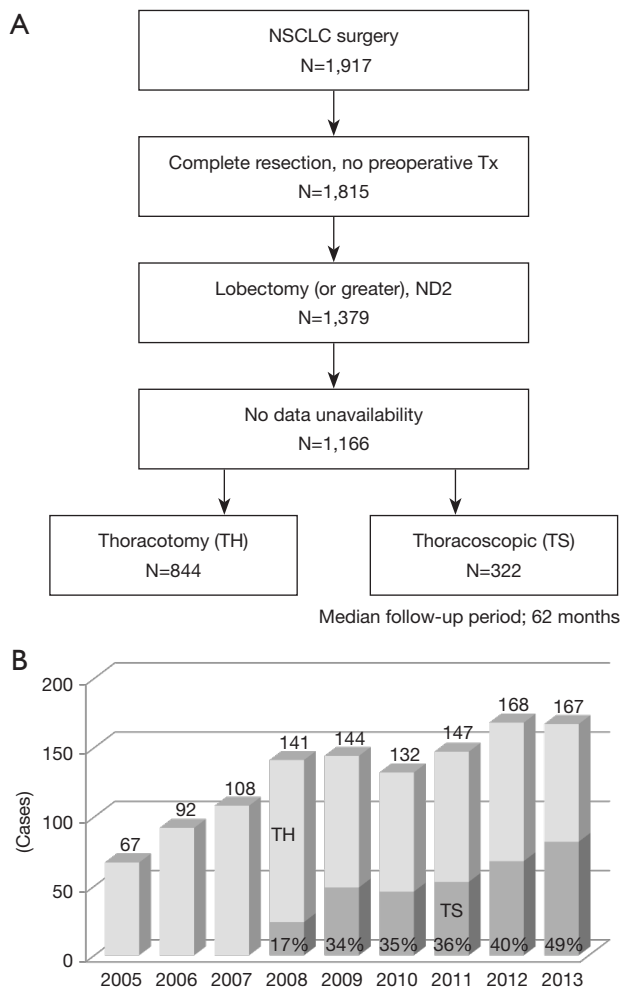 A
NSCLC surgery
N=1,917
Complete resection, no preoperative Tx
N=1,815
Lobectomy (or greater), ND2
N=1,379
No data unavailability
N=1,166
Thoracotomy (TH)
N=844
Thoracoscopic (TS)
N=322
Median follow-up period; 62 months
B
(Cases)
200
150
100
50
0
67
92
108
141
144
132
147
168
167
TH
TS
17%
34%
35%
36%
40%
49%
2005 2006 2007 2008 2009 2010 2011 2012 2013